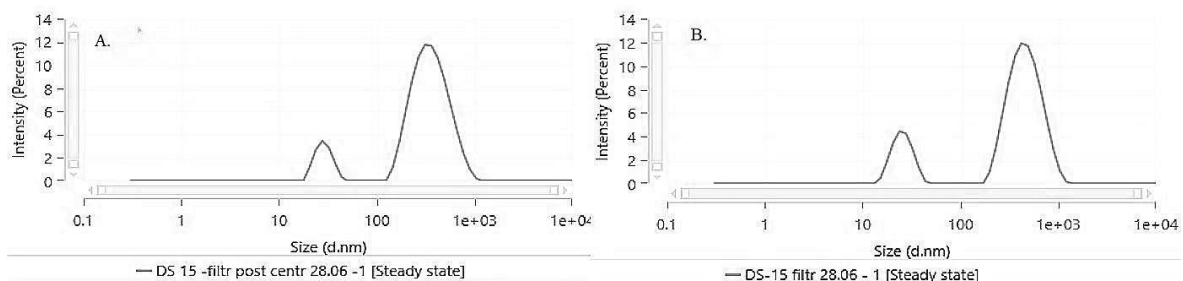 A.
Intensity (Percent)
14
12
10
8
6
4
2
0
0.1 1 10 100 1e+03 1e+04
Size (d.nm)
DS 15 -filtr post centr 28.06 -1 [Steady state]
B.
Intensity (Percent)
14
12
10
8
6
4
2
0
0.1 1 10 100 1e+03 1e+04
Size (d.nm)
DS-15 filtr 28.06 - 1 [Steady state]